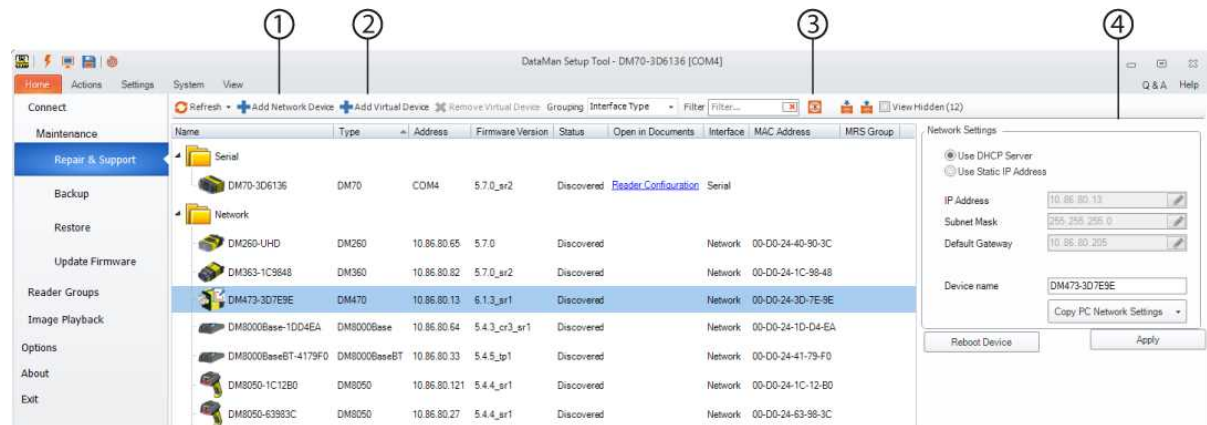 1 2 3 4
DataMan Setup Tool - DM70-3D6136 [COM4]
Home Actions Settings System View Q & A Help
Connect
Maintenance
Repair & Support
Backup
Restore
Update Firmware
Reader Groups
Image Playback
Options
About
Exit
Refresh Add Network Device Add Virtual Device Remove Virtual Device Grouping Interface Type Filter Filter... View Hidden (12)
Name Type Address Firmware Version Status Open in Documents Interface MAC Address MRS Group
Serial
DM70-3D6136 DM70 COM4 5.7.0_sr2 Discovered Reader Configuration Serial
Network
DM260-UHD DM260 10.86.80.65 5.7.0 Discovered Network 00-D0-24-40-90-3C
DM363-1C9848 DM360 10.86.80.82 5.7.0_sr2 Discovered Network 00-D0-24-1C-98-48
DM473-3D7E9E DM470 10.86.80.13 6.1.3_sr1 Discovered Network 00-D0-24-3D-7E-9E
DM8000Base-1DD4EA DM8000Base 10.86.80.64 5.4.3_cr3_sr1 Discovered Network 00-D0-24-1D-D4-EA
DM8000BaseBT-4179F0 DM8000BaseBT 10.86.80.33 5.4.5_tp1 Discovered Network 00-D0-24-41-79-F0
DM8050-1C12B0 DM8050 10.86.80.121 5.4.4_sr1 Discovered Network 00-D0-24-1C-12-B0
DM8050-63983C DM8050 10.86.80.27 5.4.4_sr1 Discovered Network 00-D0-24-63-98-3C
Network Settings
Use DHCP Server
Use Static IP Address
IP Address 10. 86. 80. 13
Subnet Mask 255. 255. 255. 0
Default Gateway 10. 86. 80. 205
Device name DM473-3D7E9E
Copy PC Network Settings
Reboot Device Apply